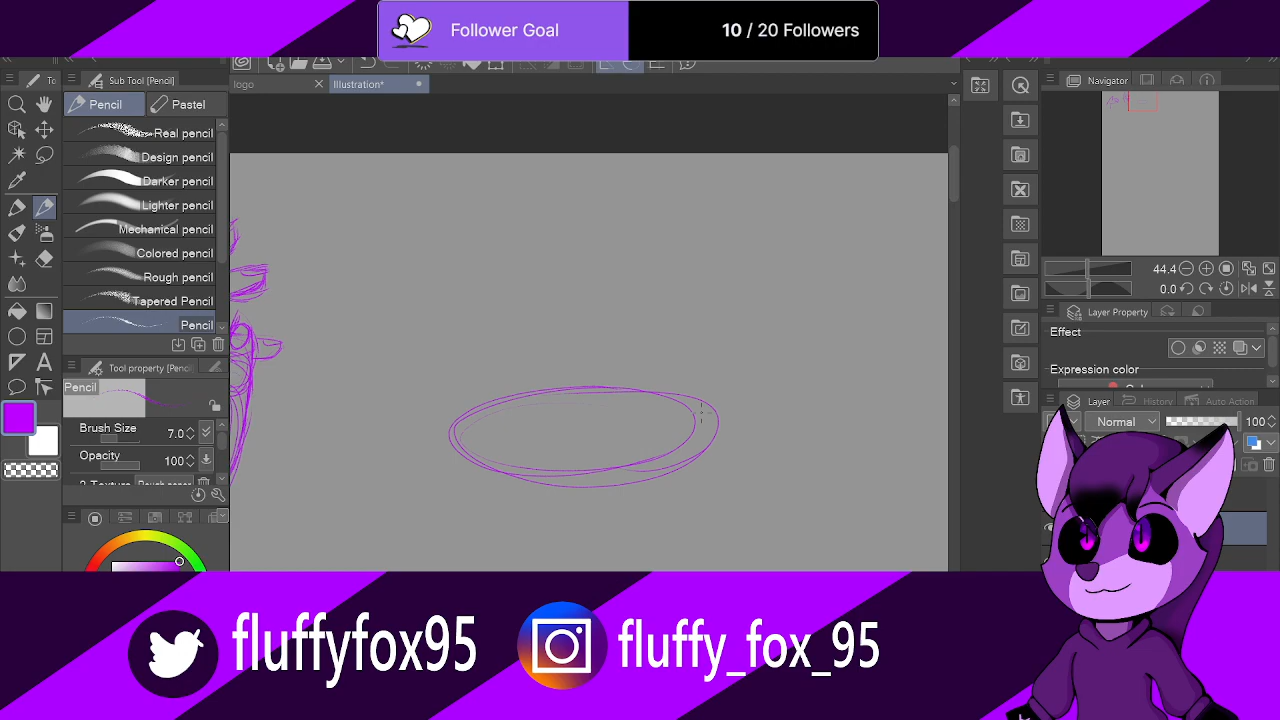 Follower Goal
10 / 20 Followers
Sub Tool [Pencil]
logo
Illustration*
Navigator
Pencil
Pastel
Real pencil
Design pencil
Darker pencil
Lighter pencil
Mechanical pencil
Colored pencil
Rough pencil
Tapered Pencil
Pencil
44.4
0.0
Layer Property
Effect
Expression color
Tool property [Pencil]
Pencil
Brush Size
7.0
Opacity
100
Layer
History
Auto Action
Normal
100
fluffyfox95
fluffy_fox_95